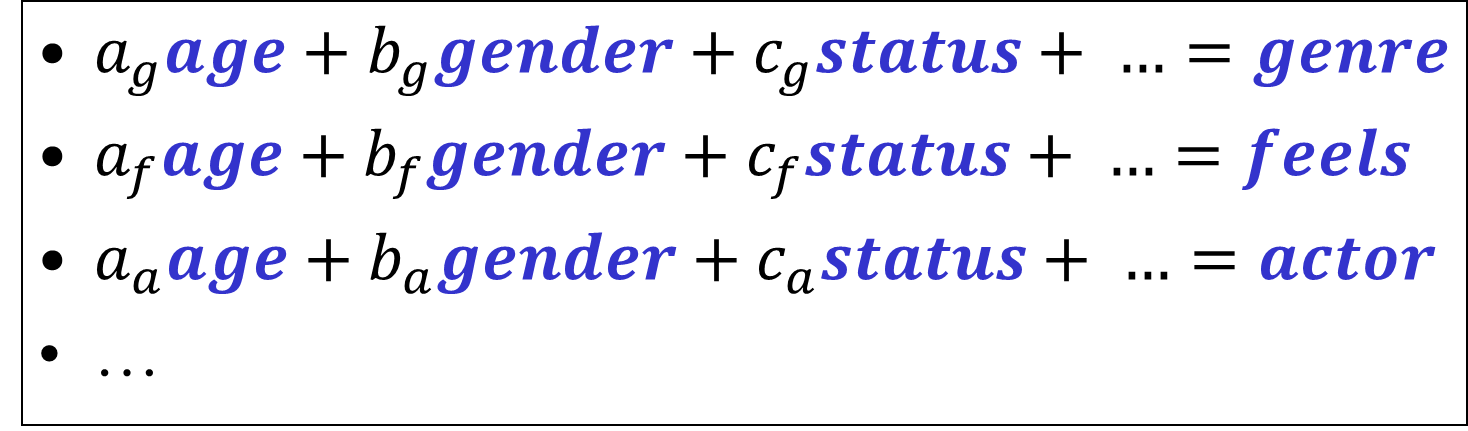 • a_g age + b_g gender + c_g status + ... = genre
• a_f age + b_f gender + c_f status + ... = feels
• a_a age + b_a gender + c_a status + ... = actor
• ...